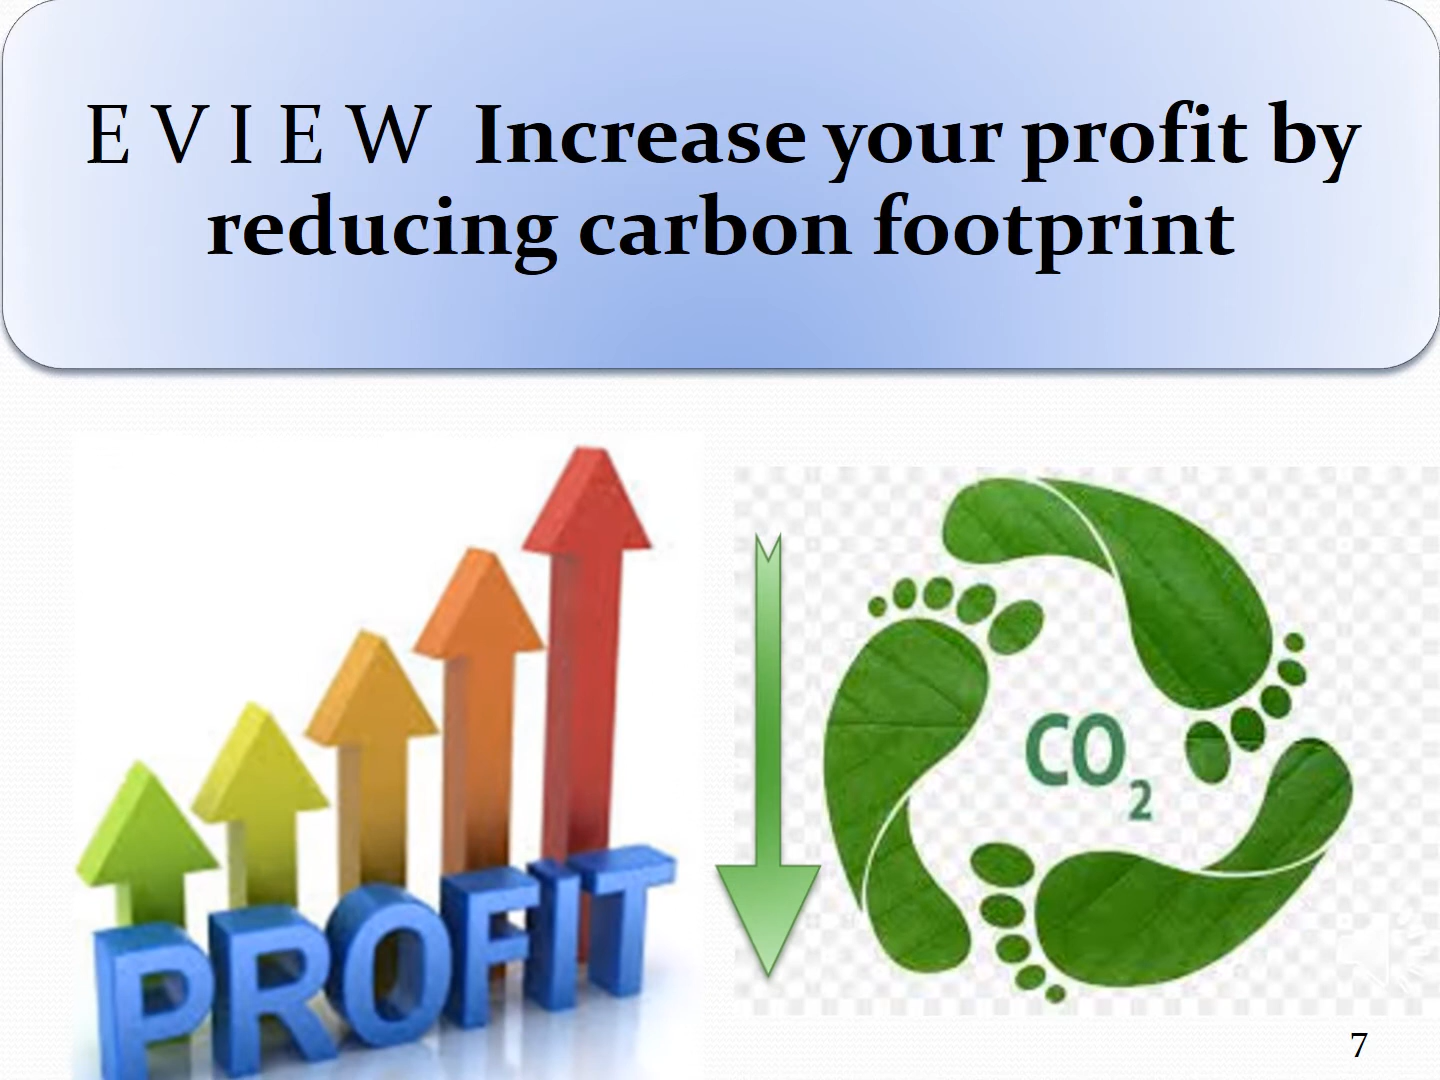 E V I E W Increase your profit by
reducing carbon footprint
PROFIT
CO₂
7